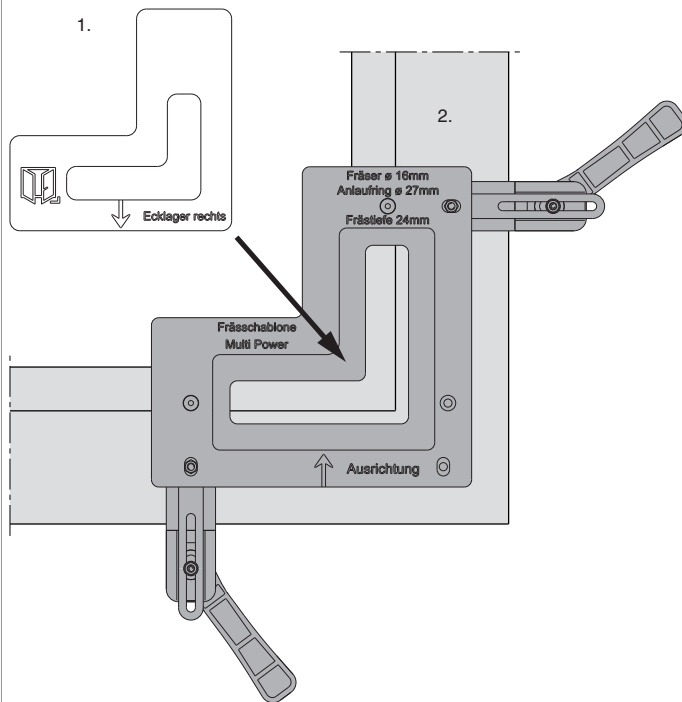 1.
Ecklager rechts
2.
Fräser ø 16mm
Anlaufring ø 27mm
Frästiefe 24mm
Frässchablone
Multi Power
Ausrichtung